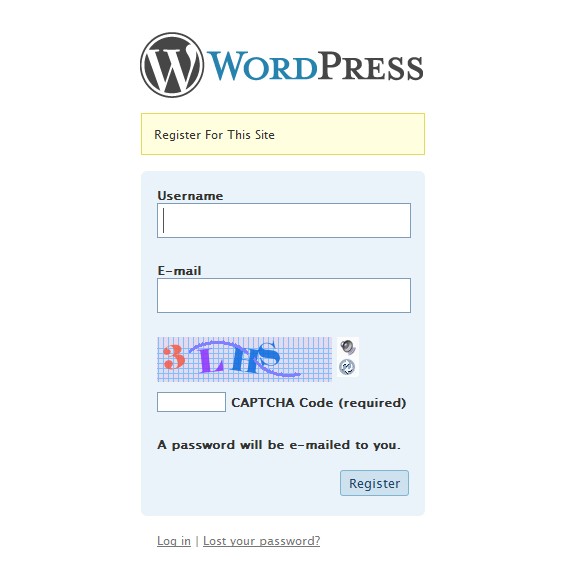 WORDPRESS
Register For This Site
Username
E-mail
3LHS
CAPTCHA Code (required)
A password will be e-mailed to you.
Register
Log in | Lost your password?